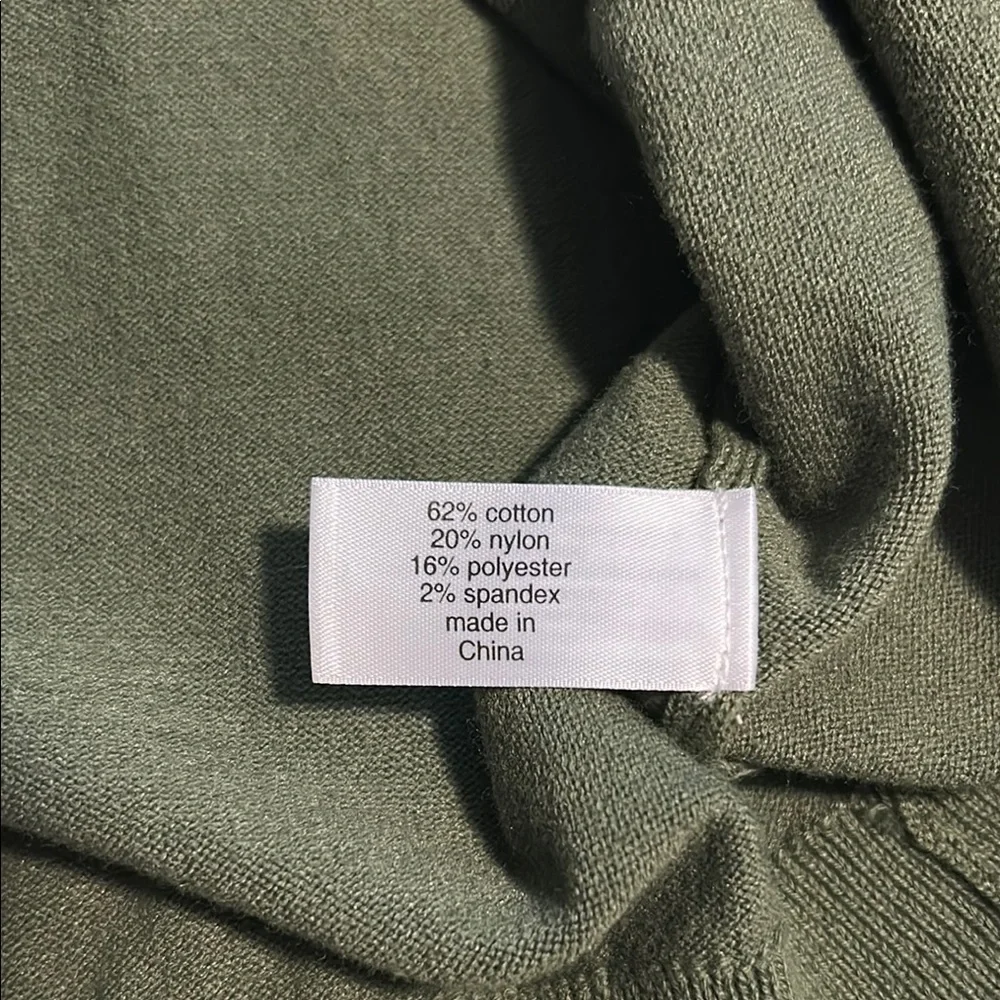 62% cotton
20% nylon
16% polyester
2% spandex
made in
China